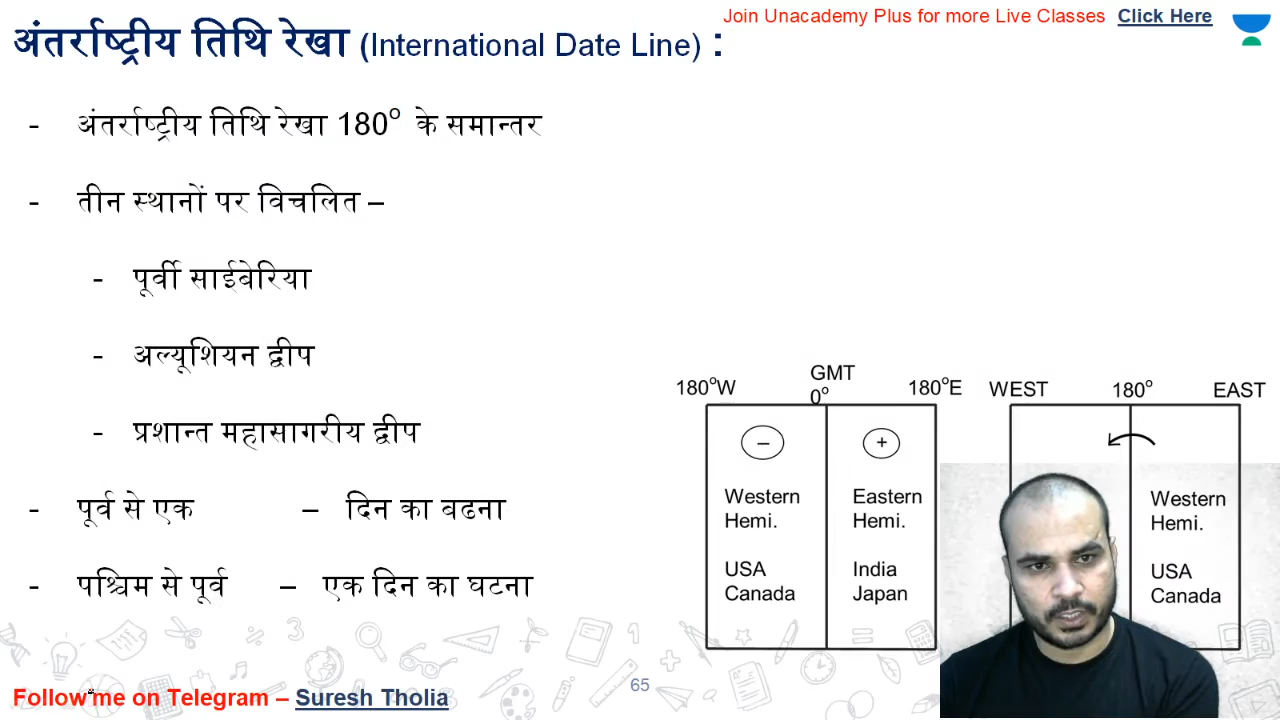 Join Unacademy Plus for more Live Classes Click Here
अंतर्राष्ट्रीय तिथि रेखा (International Date Line) :
- अंतर्राष्ट्रीय तिथि रेखा 180° के समान्तर
- तीन स्थानों पर विचलित –
- पूर्वी साईबेरिया
- अल्यूशियन द्वीप
- प्रशान्त महासागरीय द्वीप
- पूर्व से एक – दिन का बढना
- पश्चिम से पूर्व – एक दिन का घटना
180°W GMT 0° 180°E
– +
Western Hemi.
USA
Canada
Eastern Hemi.
India
Japan
WEST 180° EAST
Western Hemi.
USA
Canada
65
Follow me on Telegram – Suresh Tholia